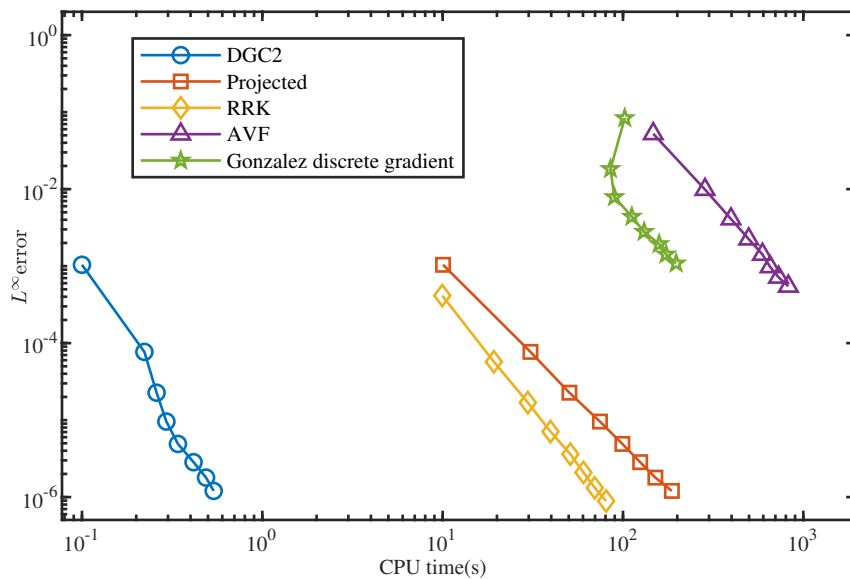 10^0
10^-2
10^-4
10^-6
L^∞error
DGC2
Projected
RRK
AVF
Gonzalez discrete gradient
10^-1
10^0
10^1
10^2
10^3
CPU time(s)